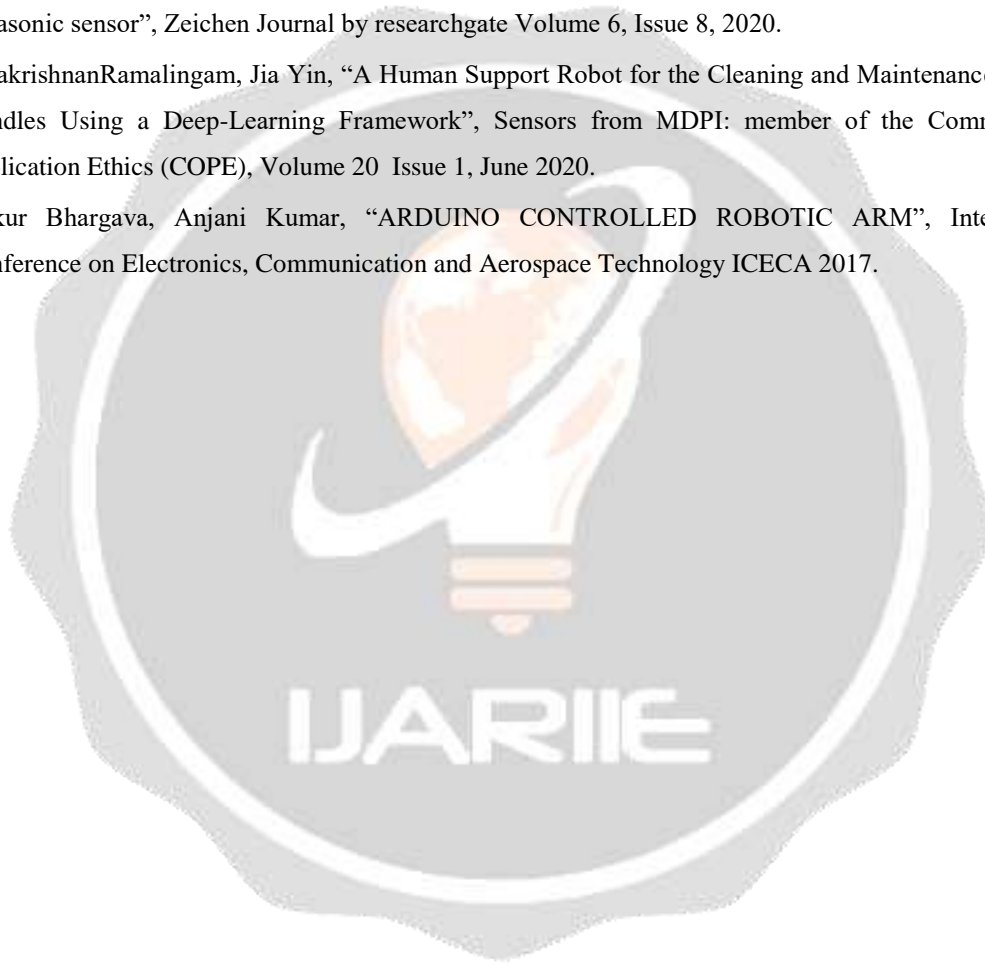 asonic sensor”, Zeichen Journal by researchgate Volume 6, Issue 8, 2020.
akrishnanRamalingam, Jia Yin, “A Human Support Robot for the Cleaning and Maintenance
ndles Using a Deep-Learning Framework”, Sensors from MDPI: member of the Comm
lication Ethics (COPE), Volume 20 Issue 1, June 2020.
kur Bhargava, Anjani Kumar, “ARDUINO CONTROLLED ROBOTIC ARM”, Inte
nference on Electronics, Communication and Aerospace Technology ICECA 2017.
IJARIIE